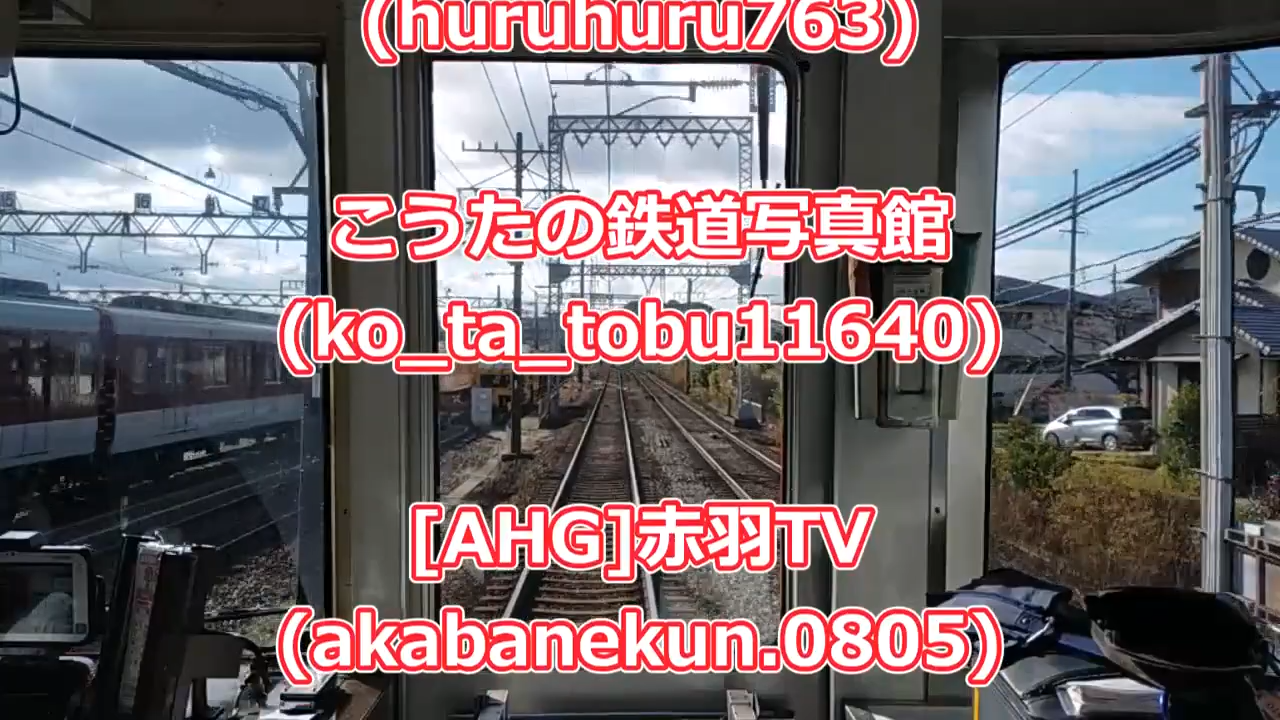 (huruhuru763)
こうたの鉄道写真館
(ko_ta_tobu11640)
[AHG]赤羽TV
(akabanekun.0805)